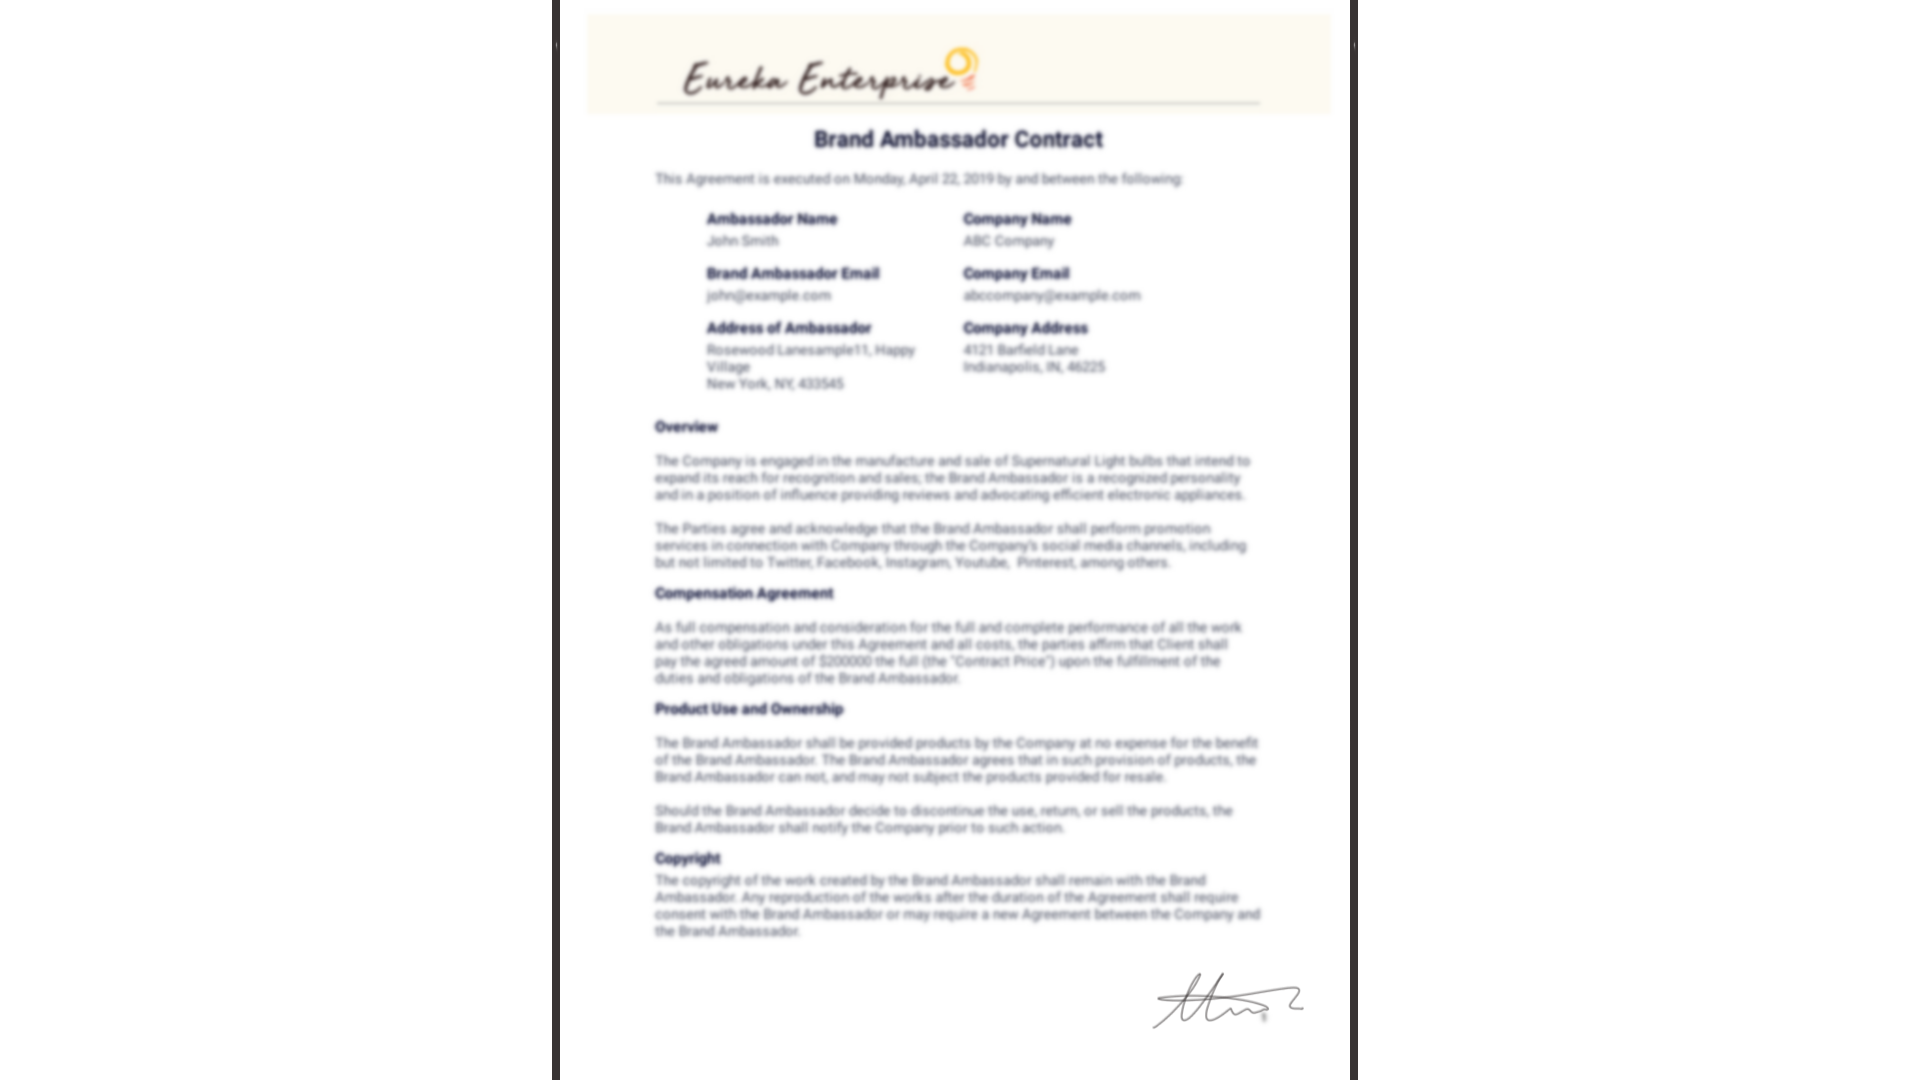 Eureka Enterprise
Brand Ambassador Contract
This Agreement is executed on Monday, April 22, 2019 by and between the following:
Ambassador Name
John Smith
Company Name
ABC Company
Brand Ambassador Email
john@example.com
Company Email
abccompany@example.com
Address of Ambassador
Rosewood Lanesample11, Happy
Village
New York, NY, 433545
Company Address
4121 Barfield Lane
Indianapolis, IN, 46225
Overview
The Company is engaged in the manufacture and sale of Supernatural Light bulbs that intend to
expand its reach for recognition and sales; the Brand Ambassador is a recognized personality
and in a position of influence providing reviews and advocating efficient electronic appliances.
The Parties agree and acknowledge that the Brand Ambassador shall perform promotion
services in connection with Company through the Company's social media channels, including
but not limited to Twitter, Facebook, Instagram, Youtube, Pinterest, among others.
Compensation Agreement
As full compensation and consideration for the full and complete performance of all the work
and other obligations under this Agreement and all costs, the parties affirm that Client shall
pay the agreed amount of $200000 the full (the "Contract Price") upon the fulfillment of the
duties and obligations of the Brand Ambassador.
Product Use and Ownership
The Brand Ambassador shall be provided products by the Company at no expense for the benefit
of the Brand Ambassador. The Brand Ambassador agrees that in such provision of products, the
Brand Ambassador can not, and may not subject the products provided for resale.
Should the Brand Ambassador decide to discontinue the use, return, or sell the products, the
Brand Ambassador shall notify the Company prior to such action.
Copyright
The copyright of the work created by the Brand Ambassador shall remain with the Brand
Ambassador. Any reproduction of the works after the duration of the Agreement shall require
consent with the Brand Ambassador or may require a new Agreement between the Company and
the Brand Ambassador.